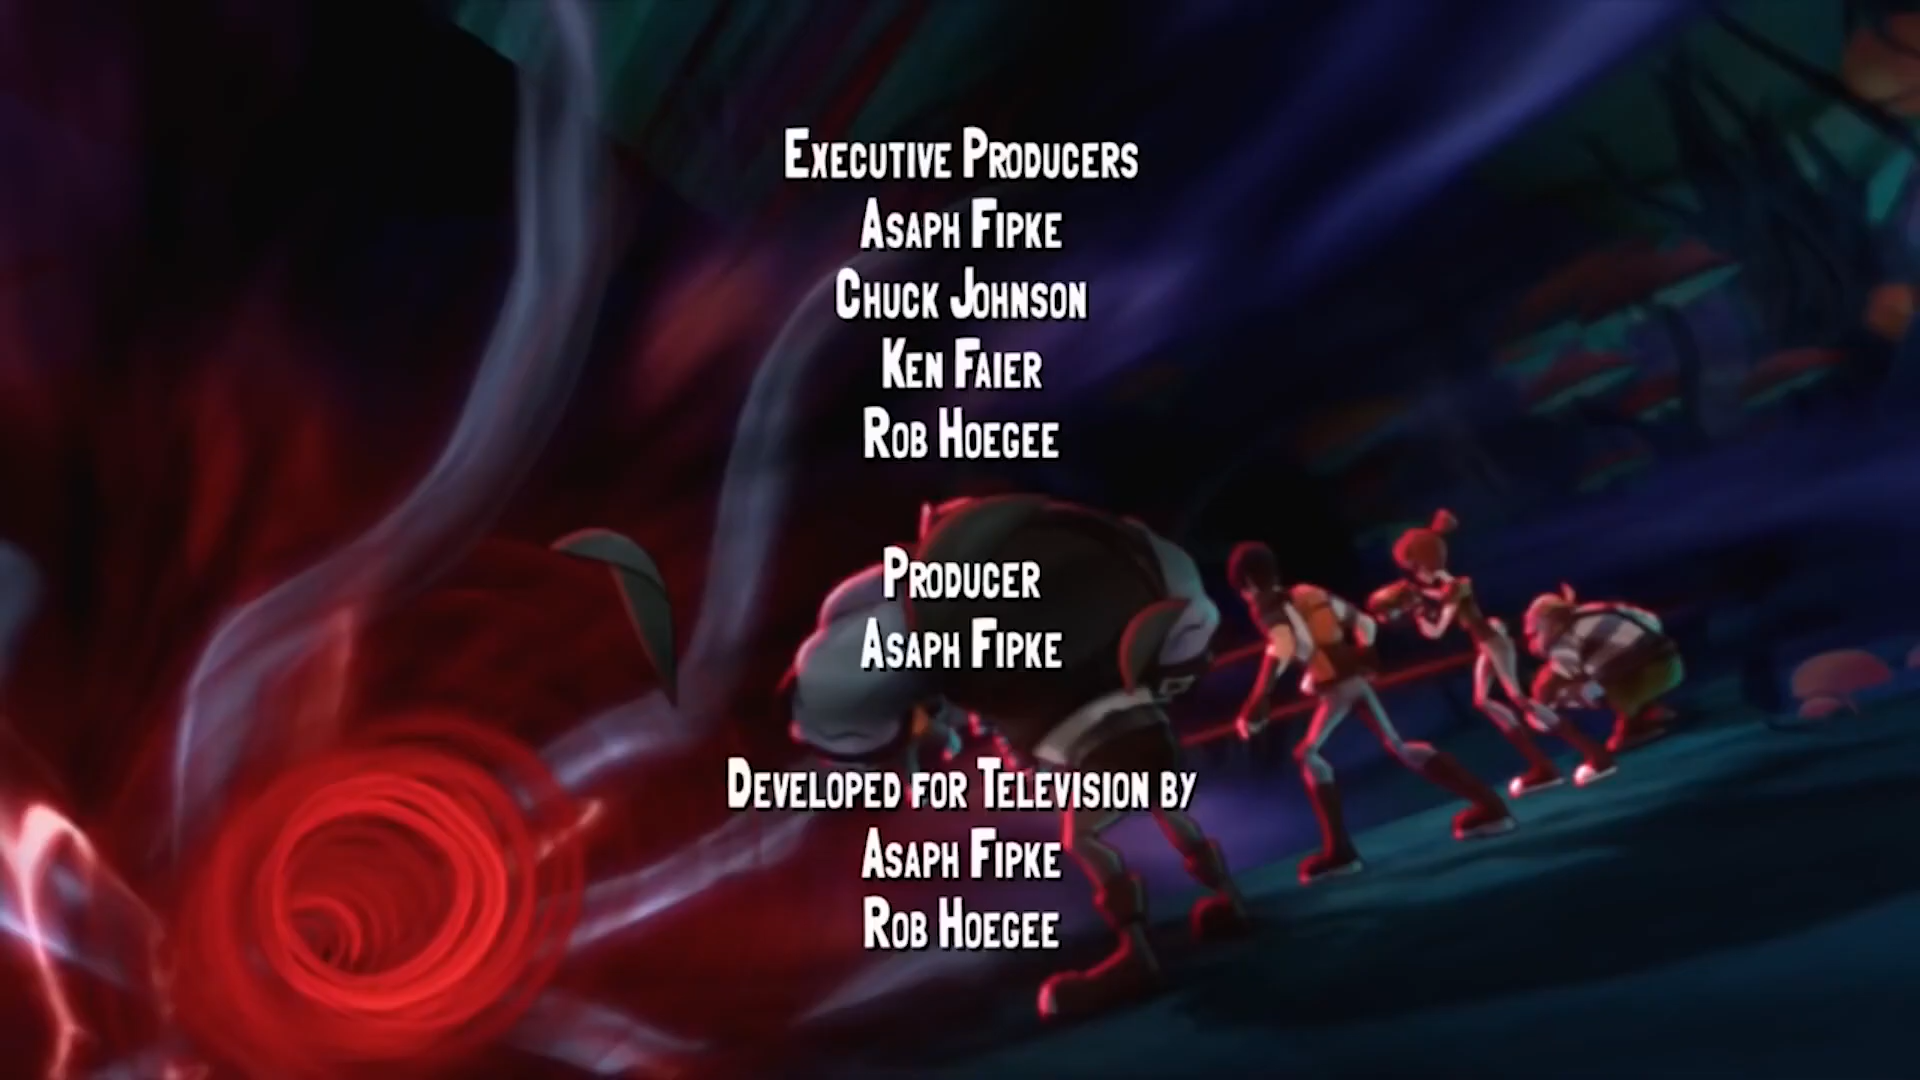 Executive Producers
Asaph Fipke
Chuck Johnson
Ken Faier
Rob Hoegee
Producer
Asaph Fipke
Developed for Television by
Asaph Fipke
Rob Hoegee